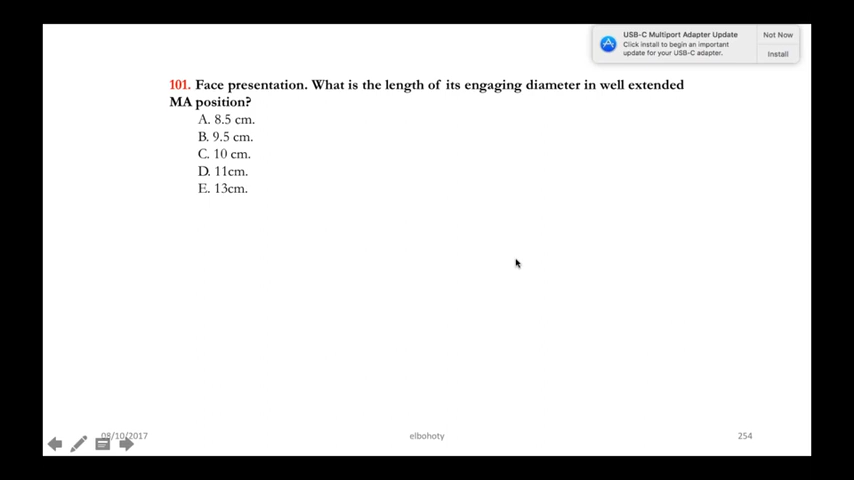 USB-C Multiport Adapter Update
Click install to begin an important
update for your USB-C adapter.
Not Now
Install
101. Face presentation. What is the length of its engaging diameter in well extended
MA position?
A. 8.5 cm.
B. 9.5 cm.
C. 10 cm.
D. 11cm.
E. 13cm.
08/10/2017
elbohoty
254